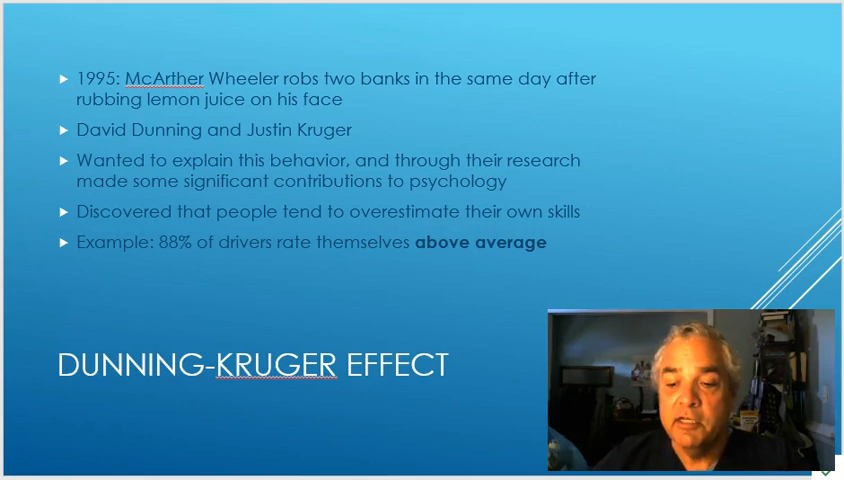 1995: McArther Wheeler robs two banks in the same day after
rubbing lemon juice on his face
David Dunning and Justin Kruger
Wanted to explain this behavior, and through their research
made some significant contributions to psychology
Discovered that people tend to overestimate their own skills
Example: 88% of drivers rate themselves above average
DUNNING-KRUGER EFFECT